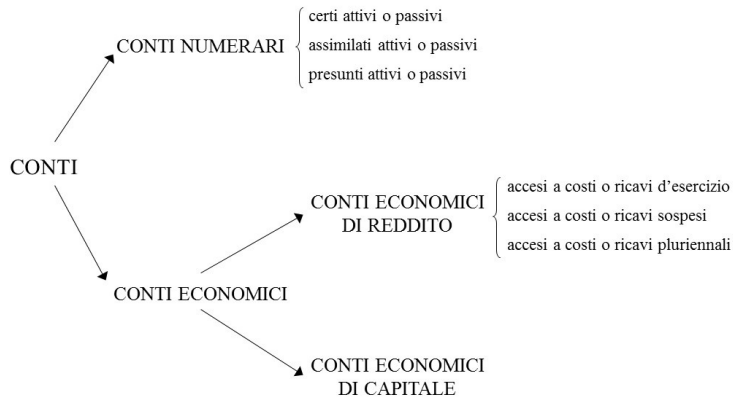 certi attivi o passivi
CONTI NUMERARI
assimilati attivi o passivi
presunti attivi o passivi
CONTI
CONTI ECONOMICI
DI REDDITO
accesi a costi o ricavi d’esercizio
accesi a costi o ricavi sospesi
accesi a costi o ricavi pluriennali
CONTI ECONOMICI
CONTI ECONOMICI
DI CAPITALE